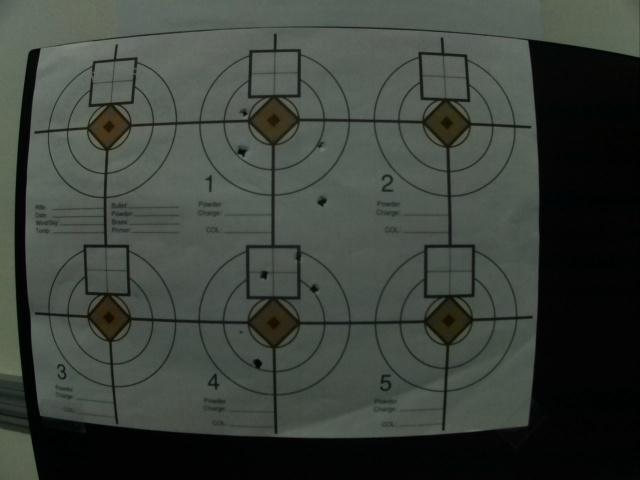 1
Powder
Charge:
COL:
2
Powder
Charge:
COL:
Rifle:
Date
Wind/Sky
Temp
Bullet:
Powder:
Brass:
Primer:
3
Powder
Charge:
COL:
4
Powder
Charge:
COL:
5
Powder
Charge:
COL: